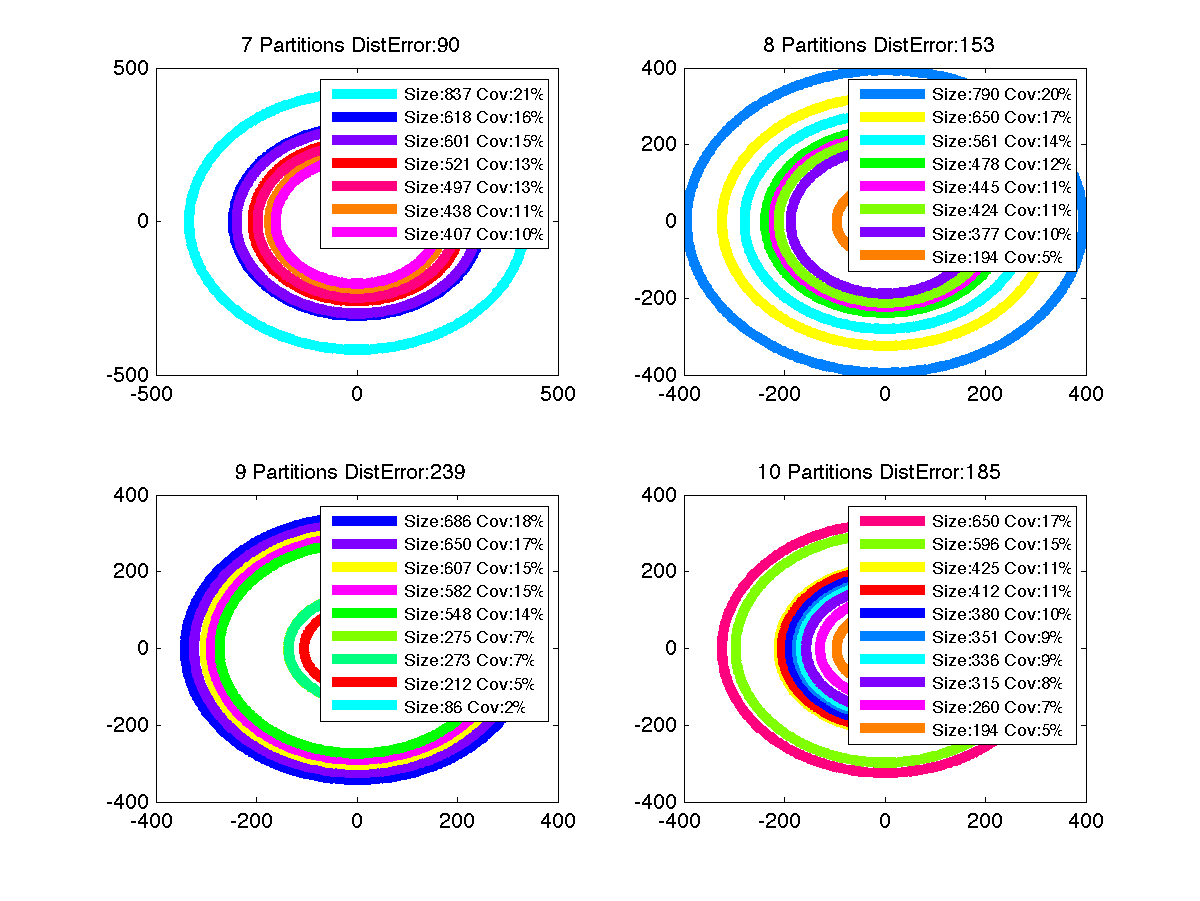 7 Partitions DistError:90
500
0
-500
-500
0
500
Size:837 Cov:21%
Size:618 Cov:16%
Size:601 Cov:15%
Size:521 Cov:13%
Size:497 Cov:13%
Size:438 Cov:11%
Size:407 Cov:10%
8 Partitions DistError:153
400
200
0
-200
-400
-400
-200
0
200
400
Size:790 Cov:20%
Size:650 Cov:17%
Size:561 Cov:14%
Size:478 Cov:12%
Size:445 Cov:11%
Size:424 Cov:11%
Size:377 Cov:10%
Size:194 Cov:5%
9 Partitions DistError:239
400
200
0
-200
-400
-400
-200
0
200
400
Size:686 Cov:18%
Size:650 Cov:17%
Size:607 Cov:15%
Size:582 Cov:15%
Size:548 Cov:14%
Size:275 Cov:7%
Size:273 Cov:7%
Size:212 Cov:5%
Size:86 Cov:2%
10 Partitions DistError:185
400
200
0
-200
-400
-400
-200
0
200
400
Size:650 Cov:17%
Size:596 Cov:15%
Size:425 Cov:11%
Size:412 Cov:11%
Size:380 Cov:10%
Size:351 Cov:9%
Size:336 Cov:9%
Size:315 Cov:8%
Size:260 Cov:7%
Size:194 Cov:5%